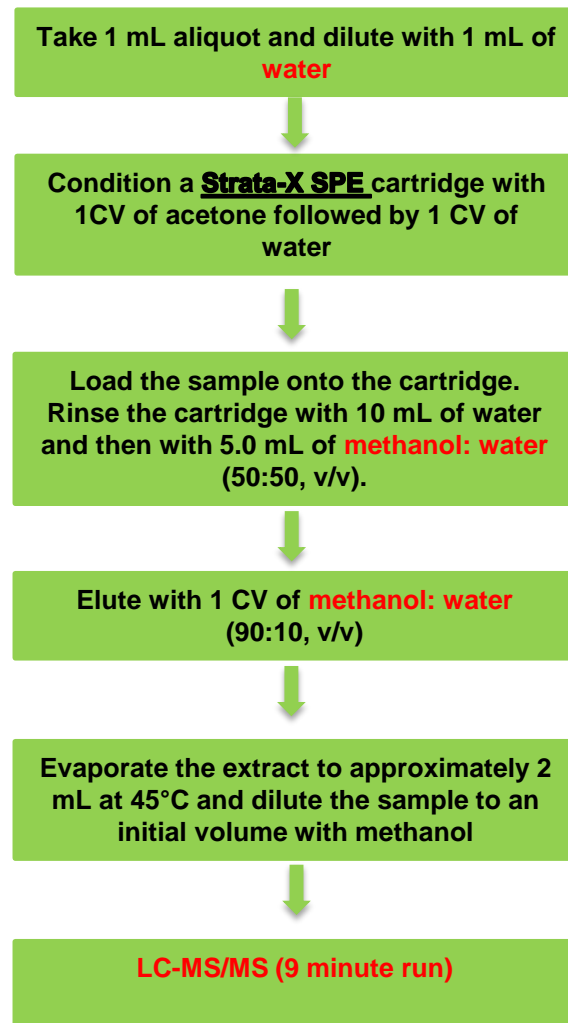 Take 1 mL aliquot and dilute with 1 mL of
water
Condition a Strata-X SPE cartridge with
1CV of acetone followed by 1 CV of
water
Load the sample onto the cartridge.
Rinse the cartridge with 10 mL of water
and then with 5.0 mL of methanol: water
(50:50, v/v).
Elute with 1 CV of methanol: water
(90:10, v/v)
Evaporate the extract to approximately 2
mL at 45°C and dilute the sample to an
initial volume with methanol
LC-MS/MS (9 minute run)